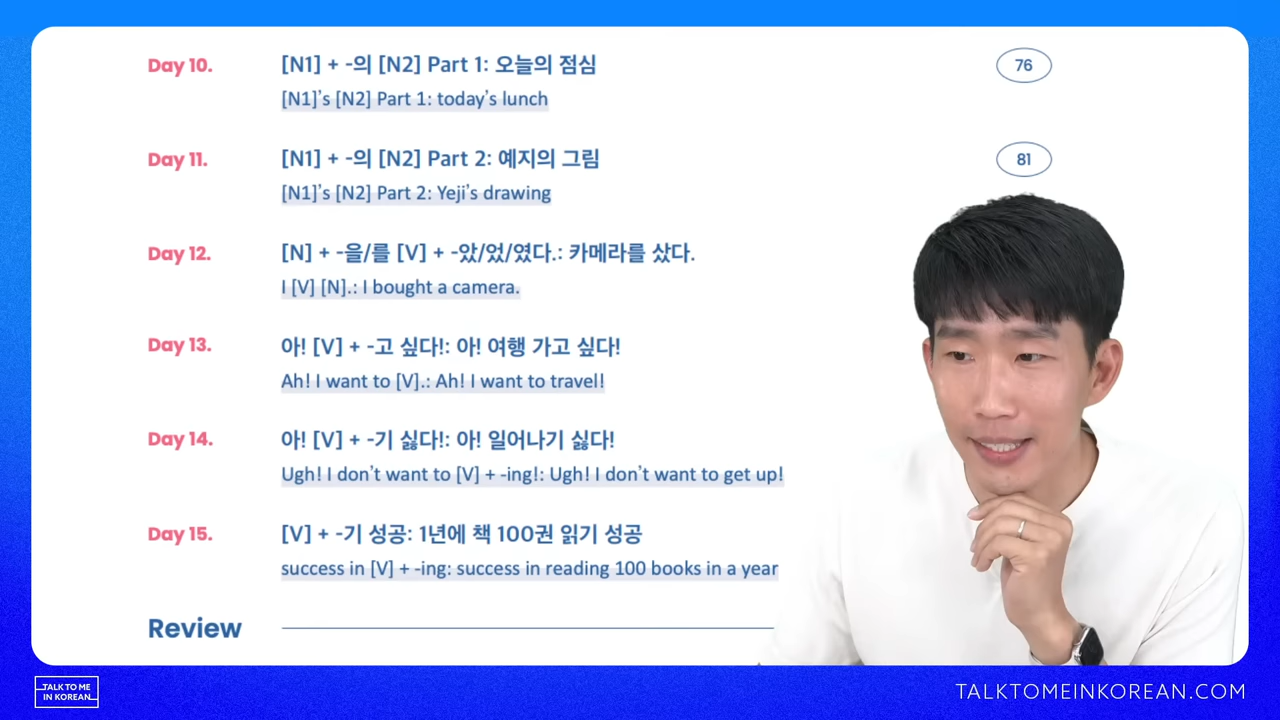 Day 10. [N1] + -의 [N2] Part 1: 오늘의 점심 76
[N1]'s [N2] Part 1: today's lunch
Day 11. [N1] + -의 [N2] Part 2: 예지의 그림 81
[N1]'s [N2] Part 2: Yeji's drawing
Day 12. [N] + -을/를 [V] + -았/었/였다.: 카메라를 샀다.
I [V] [N].: I bought a camera.
Day 13. 아! [V] + -고 싶다!: 아! 여행 가고 싶다!
Ah! I want to [V].: Ah! I want to travel!
Day 14. 아! [V] + -기 싫다!: 아! 일어나기 싫다!
Ugh! I don't want to [V] + -ing!: Ugh! I don't want to get up!
Day 15. [V] + -기 성공: 1년에 책 100권 읽기 성공
success in [V] + -ing: success in reading 100 books in a year
Review
TALK TO ME
IN KOREAN
TALKTOMEINKOREAN.COM